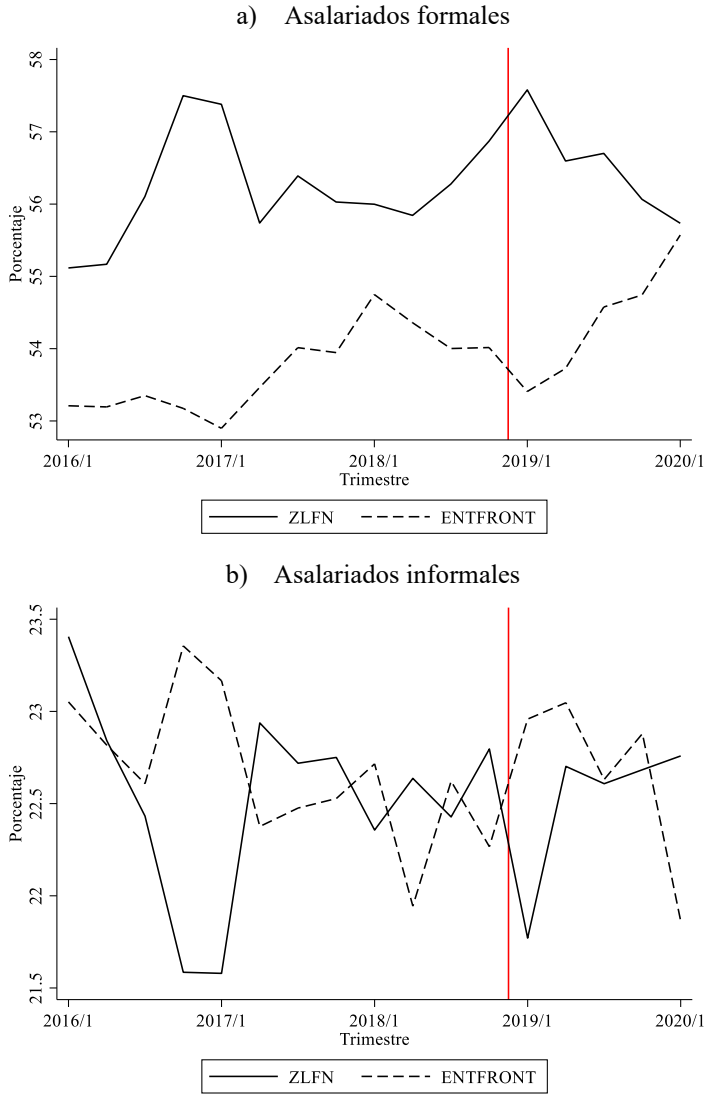 a) Asalariados formales
58
57
56
55
54
53
Porcentaje
2016/1 2017/1 2018/1 2019/1 2020/1
Trimestre
ZLFN ENTFRONT
b) Asalariados informales
23.5
23
22.5
22
21.5
Porcentaje
2016/1 2017/1 2018/1 2019/1 2020/1
Trimestre
ZLFN ENTFRONT